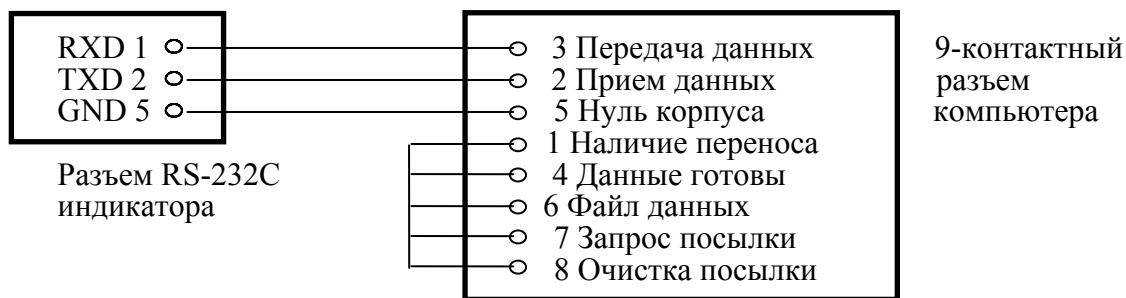 RXD 1
TXD 2
GND 5
Разъем RS-232C
индикатора
3 Передача данных
2 Прием данных
5 Нуль корпуса
1 Наличие переноса
4 Данные готовы
6 Файл данных
7 Запрос посылки
8 Очистка посылки
9-контактный
разъем
компьютера